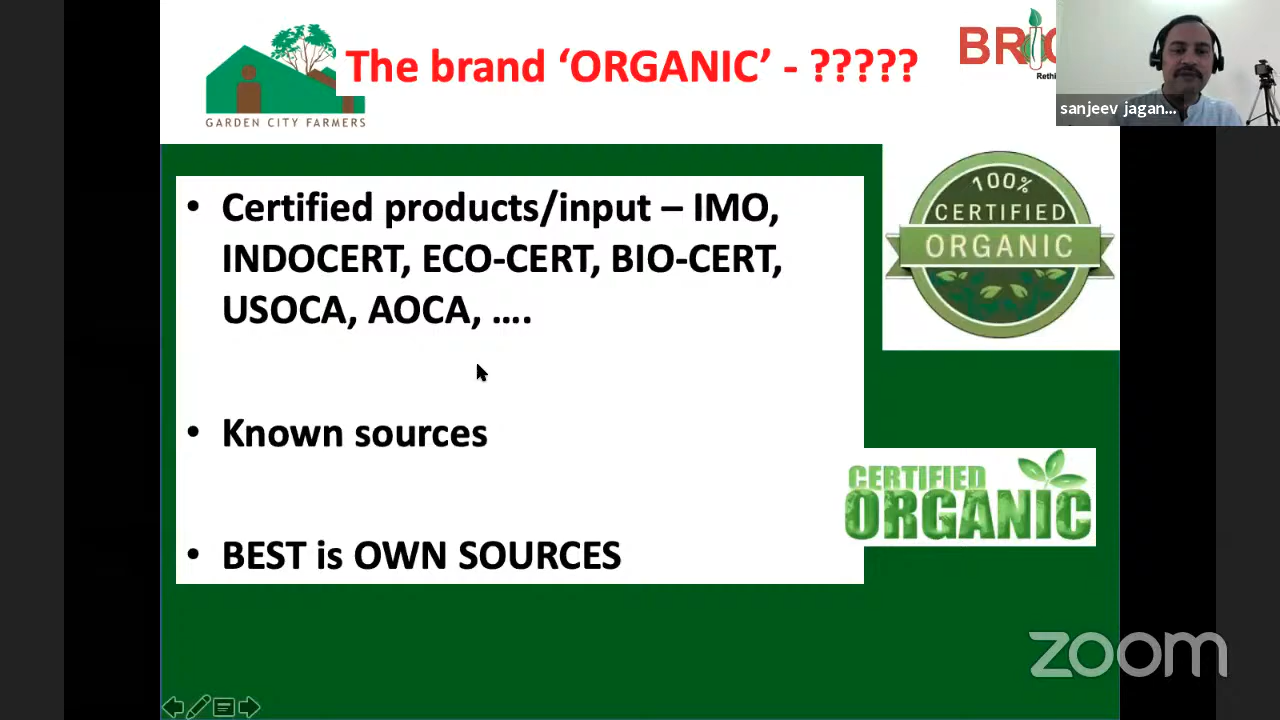 The brand ‘ORGANIC’ - ?????
GARDEN CITY FARMERS
sanjeev jagan...
• Certified products/input – IMO,
INDOCERT, ECO-CERT, BIO-CERT,
USOCA, AOCA, ....
• Known sources
• BEST is OWN SOURCES
100%
CERTIFIED
ORGANIC
CERTIFIED
ORGANIC
zoom